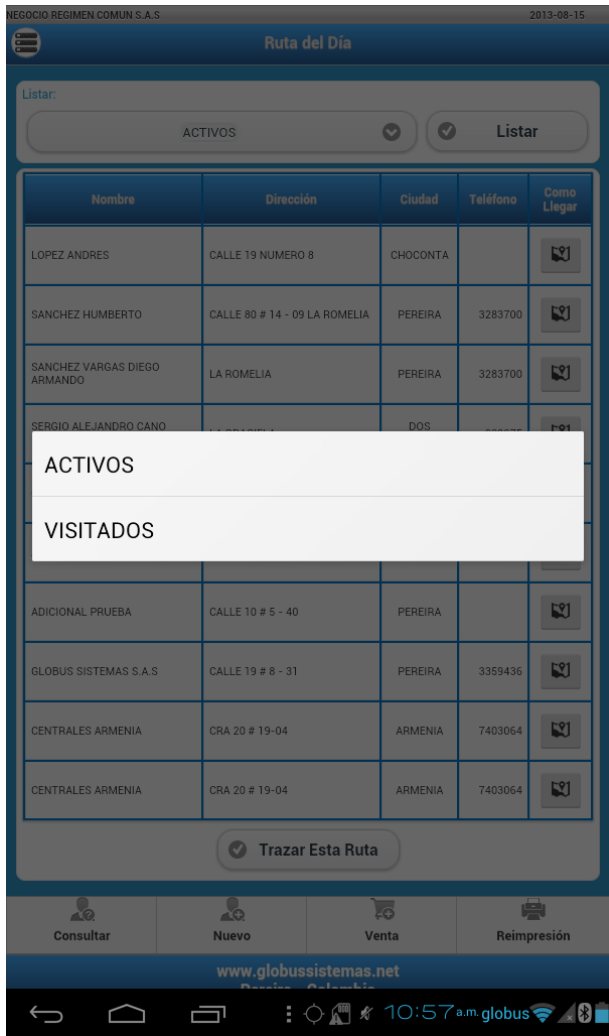 NEGOCIO REGIMEN COMUN S.A.S 2013-08-15
Ruta del Día
Listar:
ACTIVOS Listar
Nombre Dirección Ciudad Teléfono Como
Llegar
LOPEZ ANDRES CALLE 19 NUMERO 8 CHOCONTA
SANCHEZ HUMBERTO CALLE 80 # 14 - 09 LA ROMELIA PEREIRA 3283700
SANCHEZ VARGAS DIEGO
ARMANDO LA ROMELIA PEREIRA 3283700
SERGIO ALEJANDRO CANO DOS
ACTIVOS
VISITADOS
ADICIONAL PRUEBA CALLE 10 # 5 - 40 PEREIRA
GLOBUS SISTEMAS S.A.S CALLE 19 # 8 - 31 PEREIRA 3359436
CENTRALES ARMENIA CRA 20 # 19-04 ARMENIA 7403064
CENTRALES ARMENIA CRA 20 # 19-04 ARMENIA 7403064
Trazar Esta Ruta
Consultar Nuevo Venta Reimpresión
www.globussistemas.net
Pereira - Colombia
10:57 a.m. globus